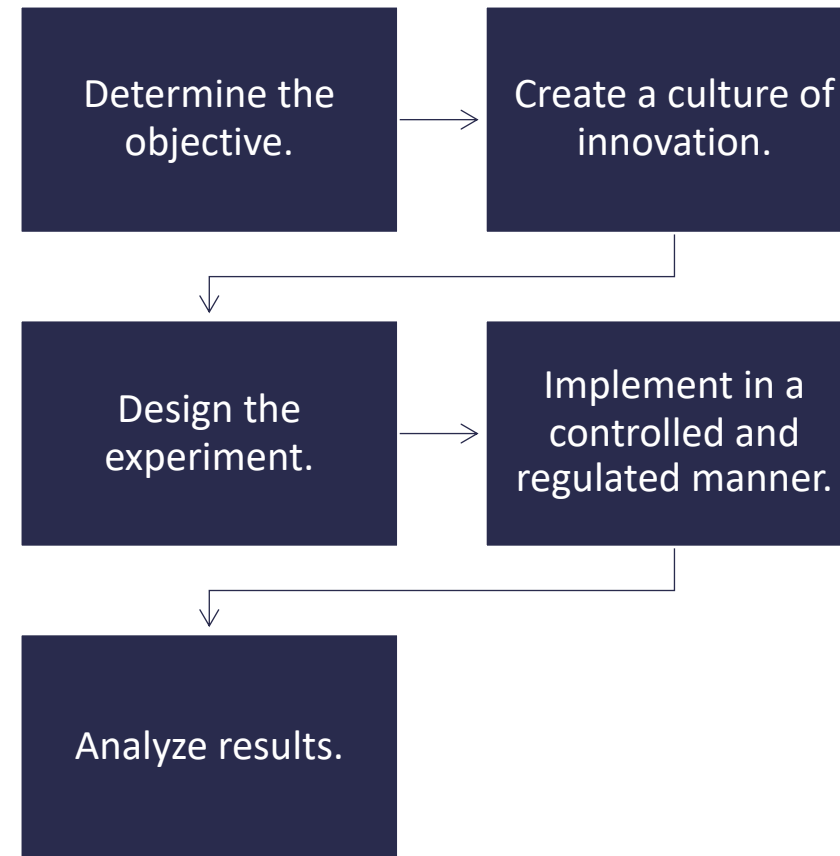 Determine the
objective.
Create a culture of
innovation.
Design the
experiment.
Implement in a
controlled and
regulated manner.
Analyze results.